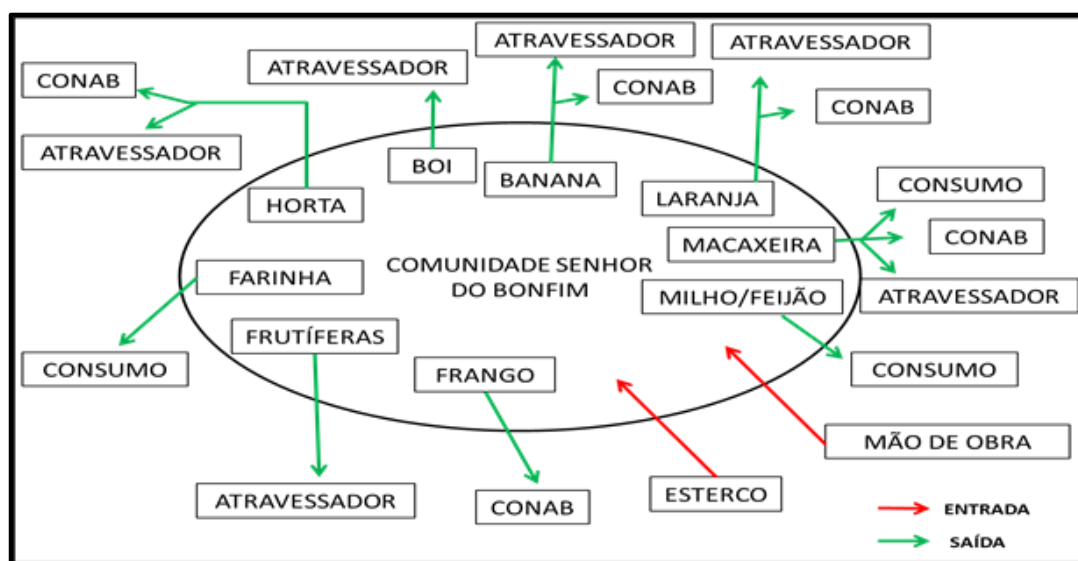 ATRAVESSADOR
ATRAVESSADOR
CONAB
ATRAVESSADOR
CONAB
CONAB
ATRAVESSADOR
BOI
BANANA
CONSUMO
HORTA
LARANJA
MACAXEIRA
CONAB
FARINHA
COMUNIDADE SENHOR
DO BONFIM
MILHO/FEIJÃO
ATRAVESSADOR
FRUTÍFERAS
CONSUMO
FRANGO
CONSUMO
MÃO DE OBRA
ATRAVESSADOR
CONAB
ESTERCO
ENTRADA
SAÍDA